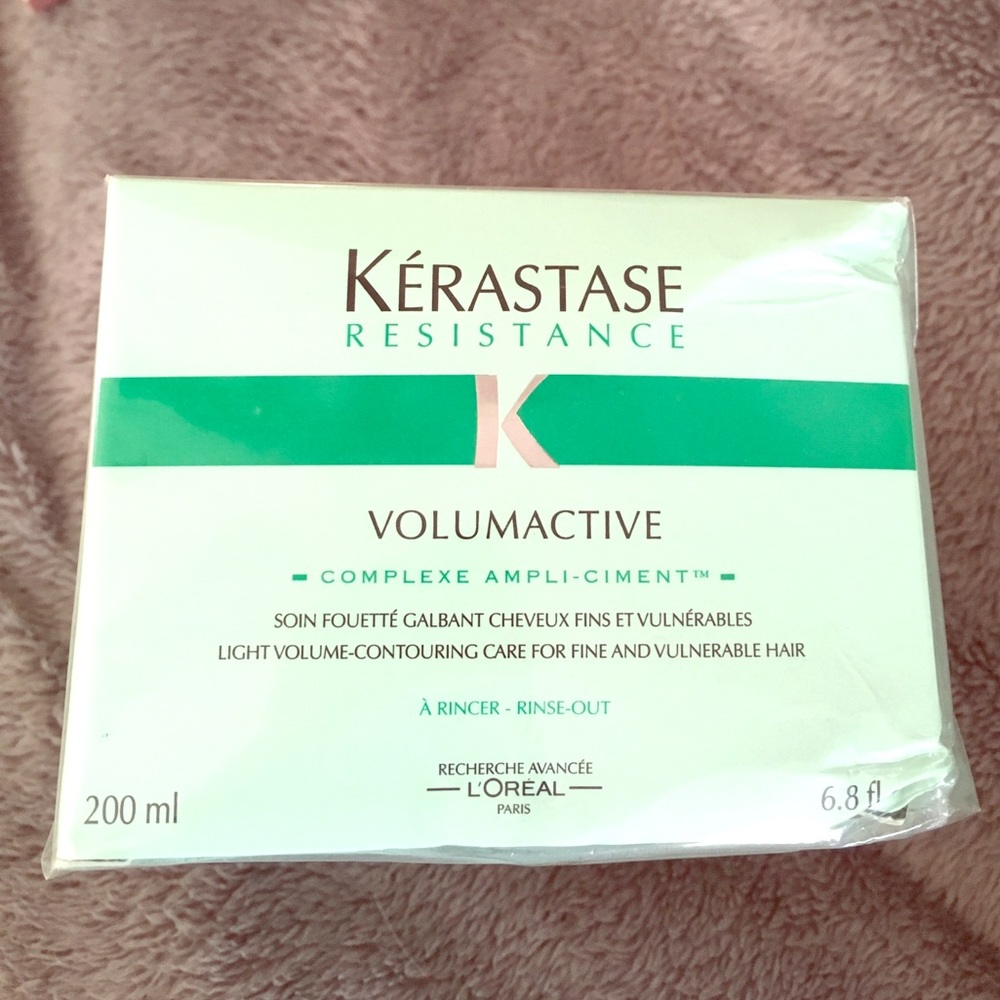 KÉRASTASE
RESISTANCE
K
VOLUMACTIVE
COMPLEXE AMPLI-CIMENT™
SOIN FOUETTÉ GALBANT CHEVEUX FINS ET VULNÉRABLES
LIGHT VOLUME-CONTOURING CARE FOR FINE AND VULNERABLE HAIR
À RINCER - RINSE-OUT
RECHERCHE AVANCÉE
L'ORÉAL
PARIS
200 ml
6.8 fl